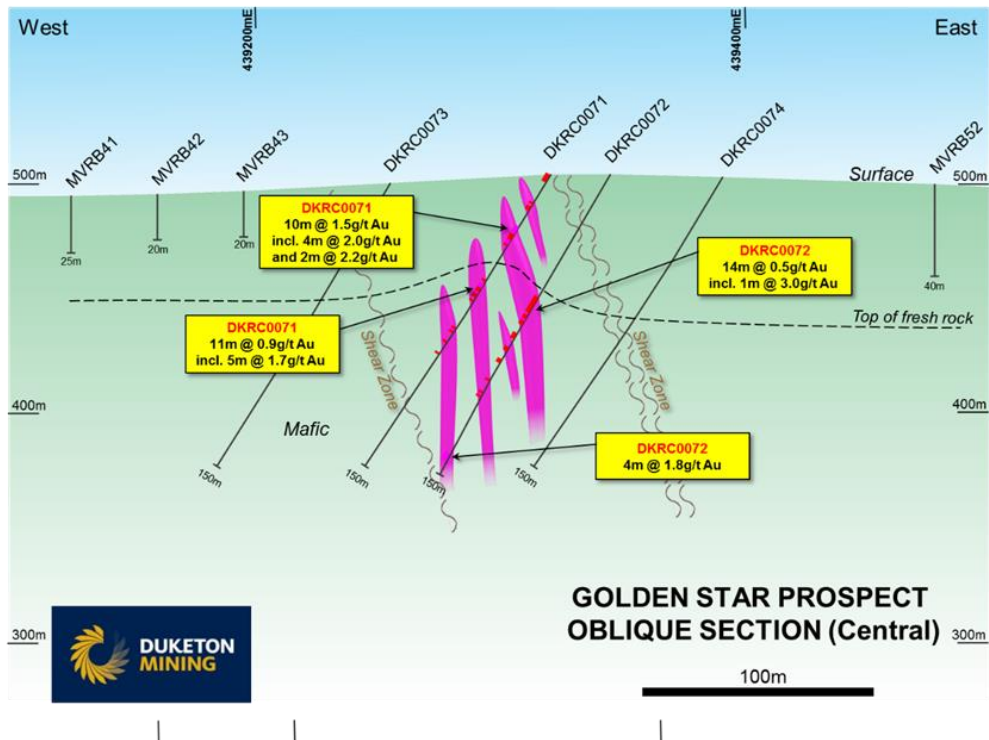 West
439200mE
439400mE
East
MVRB41
MVRB42
MVRB43
DKRC0073
DKRC0071
DKRC0072
DKRC0074
MVRB52
500m
Surface
500m
25m
20m
20m
40m
DKRC0071
10m @ 1.5g/t Au
incl. 4m @ 2.0g/t Au
and 2m @ 2.2g/t Au
DKRC0072
14m @ 0.5g/t Au
incl. 1m @ 3.0g/t Au
DKRC0071
11m @ 0.9g/t Au
incl. 5m @ 1.7g/t Au
Top of fresh rock
Shear Zone
Shear Zone
400m
400m
Mafic
DKRC0072
4m @ 1.8g/t Au
150m
150m
150m
150m
GOLDEN STAR PROSPECT
OBLIQUE SECTION (Central)
300m
300m
DUKETON
MINING
100m